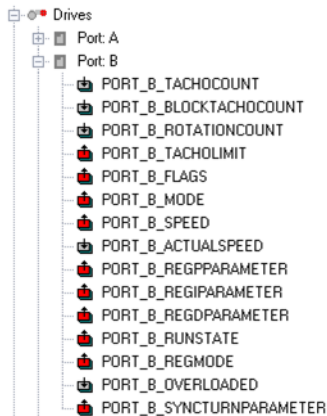 Drives
Port: A
Port: B
PORT_B_TACHOCOUNT
PORT_B_BLOCKTACHOCOUNT
PORT_B_ROTATIONCOUNT
PORT_B_TACHOLIMIT
PORT_B_FLAGS
PORT_B_MODE
PORT_B_SPEED
PORT_B_ACTUALSPEED
PORT_B_REGPPARAMETER
PORT_B_REGIPARAMETER
PORT_B_REGDPARAMETER
PORT_B_RUNSTATE
PORT_B_REGMODE
PORT_B_OVERLOADED
PORT_B_SYNCTURNPARAMETER